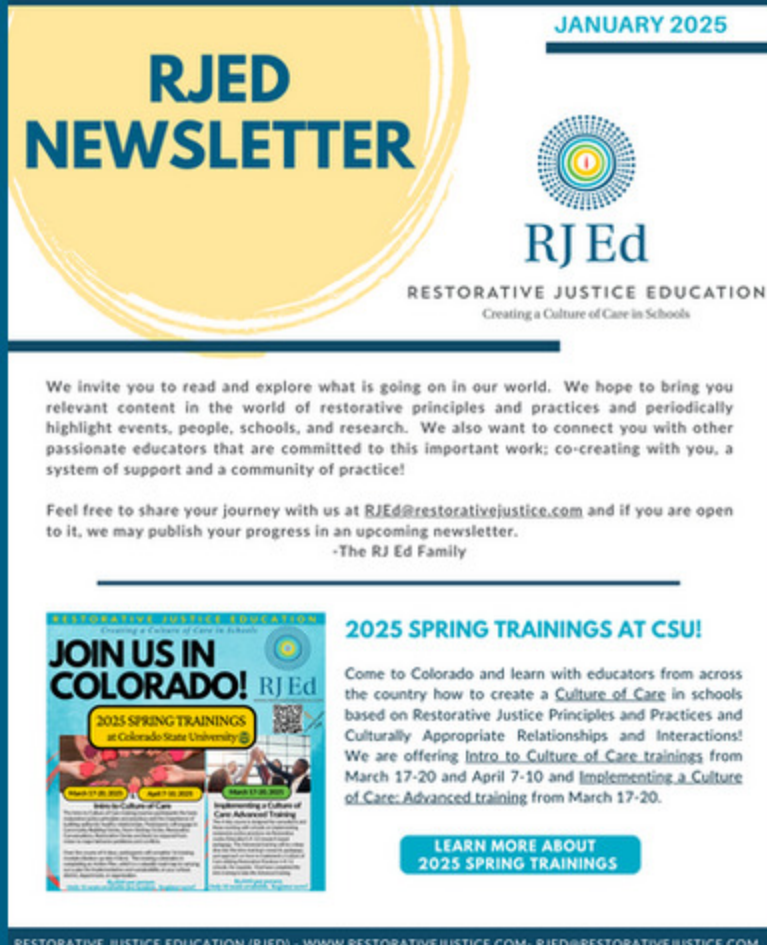 JANUARY 2025
RJED
NEWSLETTER
RJ Ed
RESTORATIVE JUSTICE EDUCATION
Creating a Culture of Care in Schools
We invite you to read and explore what is going on in our world. We hope to bring you
relevant content in the world of restorative principles and practices and periodically
highlight events, people, schools, and research. We also want to connect you with other
passionate educators that are committed to this important work; co-creating with you, a
system of support and a community of practice!
Feel free to share your journey with us at RJEd@restorativejustice.com and if you are open
to it, we may publish your progress in an upcoming newsletter.
-The RJ Ed Family
RESTORATIVE JUSTICE EDUCATION
Creating a Culture of Care in Schools
JOIN US IN
COLORADO!
RJ Ed
2025 SPRING TRAININGS
at Colorado State University
March 17-20, 2025
April 7-10, 2025
March 17-20, 2025
Intro to Culture of Care
Implementing a Culture of
Care: Advanced Training
2025 SPRING TRAININGS AT CSU!
Come to Colorado and learn with educators from across
the country how to create a Culture of Care in schools
based on Restorative Justice Principles and Practices and
Culturally Appropriate Relationships and Interactions!
We are offering Intro to Culture of Care trainings from
March 17-20 and April 7-10 and Implementing a Culture
of Care: Advanced training from March 17-20.
LEARN MORE ABOUT
2025 SPRING TRAININGS
RESTORATIVE JUSTICE EDUCATION (RJED) - WWW.RESTORATIVEJUSTICE.COM- RJED@RESTORATIVEJUSTICE.COM